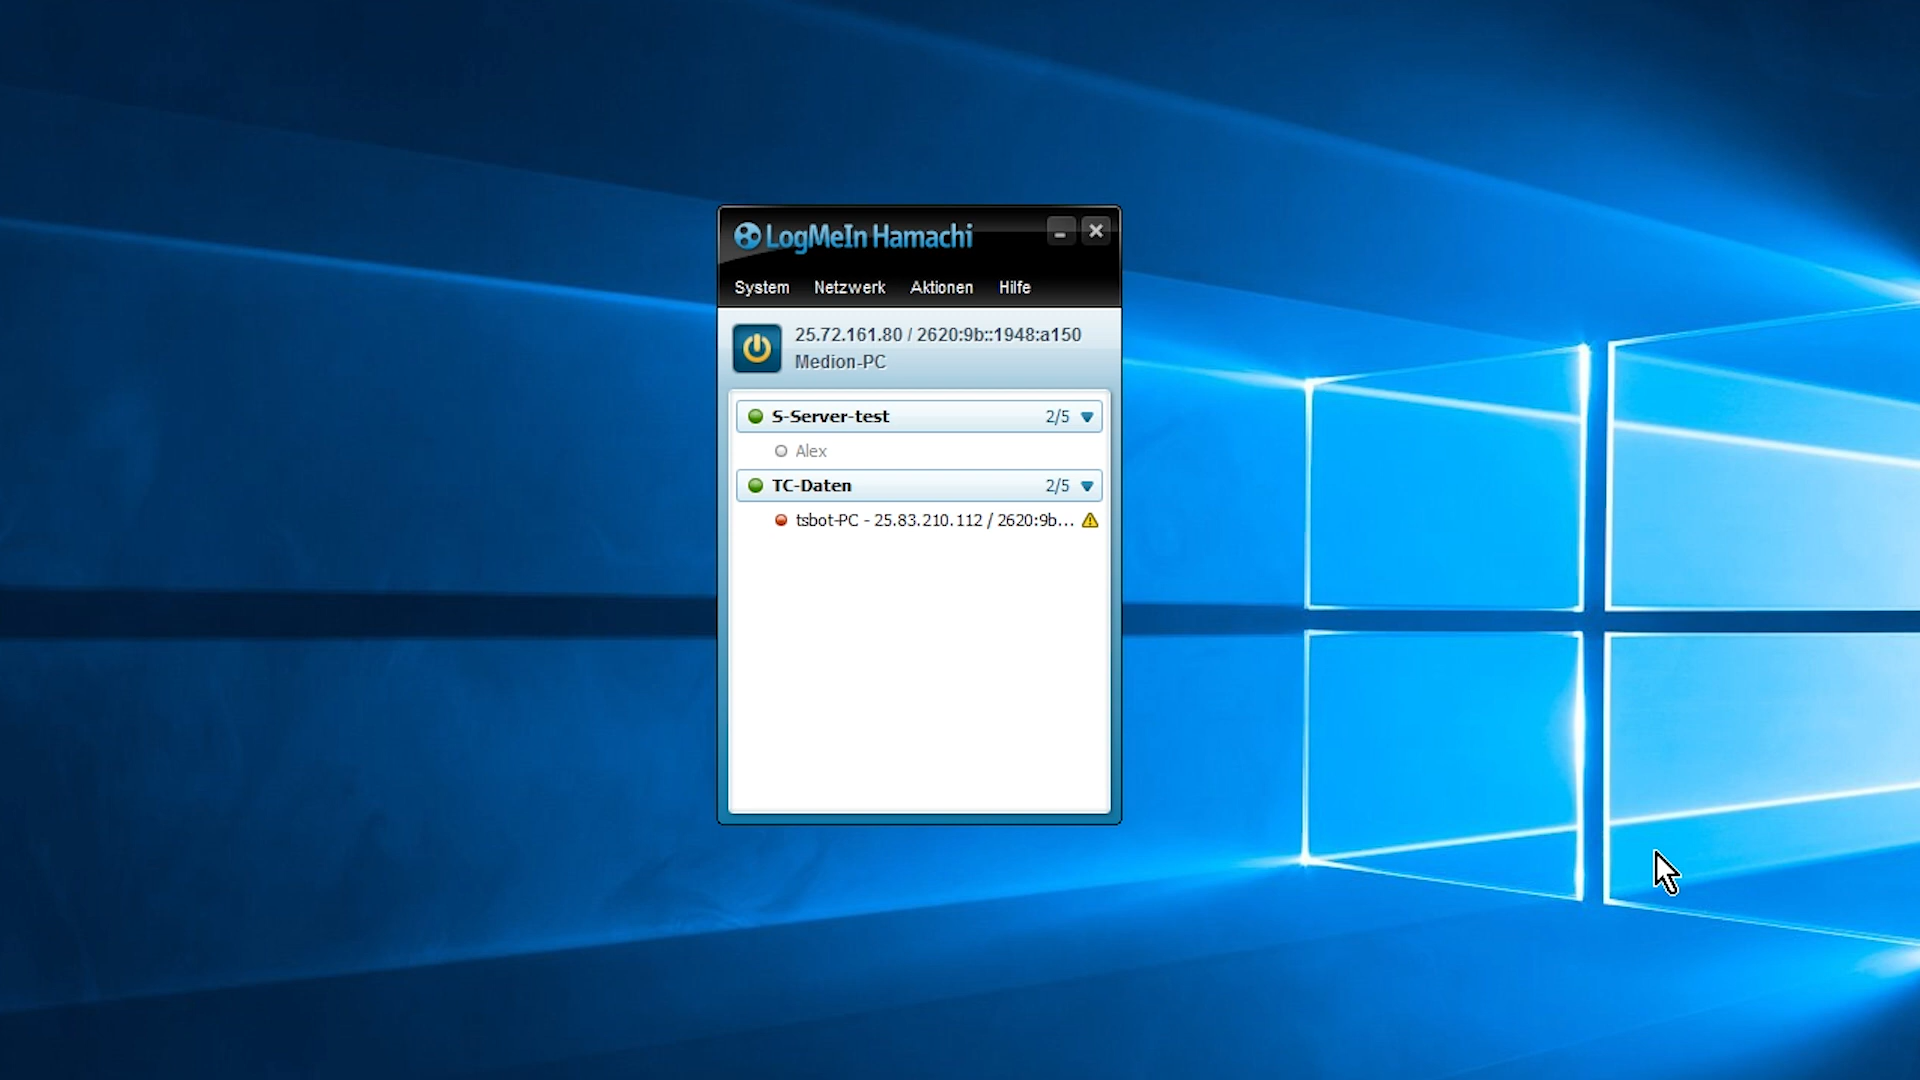 LogMeIn Hamachi
System Netzwerk Aktionen Hilfe
25.72.161.80 / 2620:9b::1948:a150
Medion-PC
S-Server-test 2/5
Alex
TC-Daten 2/5
tsbot-PC - 25.83.210.112 / 2620:9b...